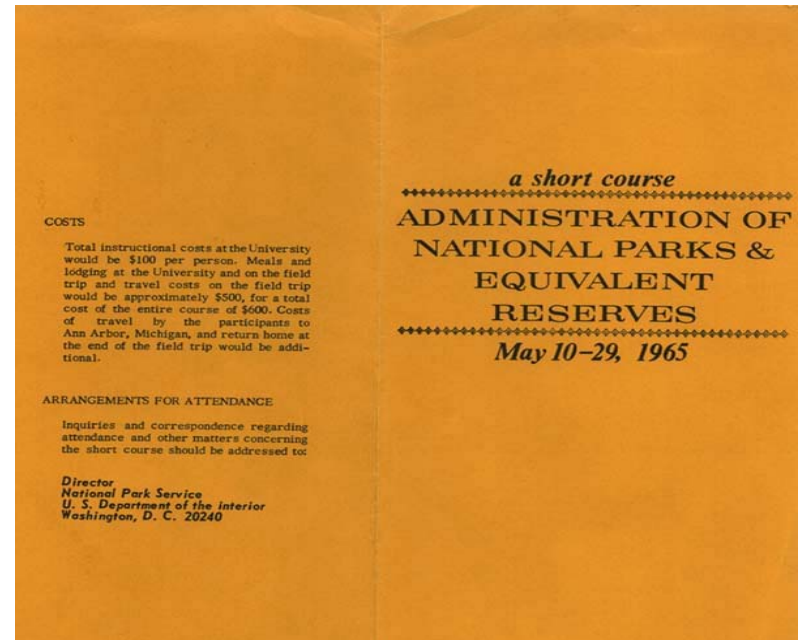 COSTS
Total instructional costs at the University
would be $100 per person. Meals and
lodging at the University and on the field
trip and travel costs on the field trip
would be approximately $500, for a total
cost of the entire course of $600. Costs
of travel by the participants to
Ann Arbor, Michigan, and return home at
the end of the field trip would be addi-
tional.
ARRANGEMENTS FOR ATTENDANCE
Inquiries and correspondence regarding
attendance and other matters concerning
the short course should be addressed to:
Director
National Park Service
U. S. Department of the interior
Washington, D. C. 20240
a short course
ADMINISTRATION OF
NATIONAL PARKS &
EQUIVALENT
RESERVES
May 10-29, 1965